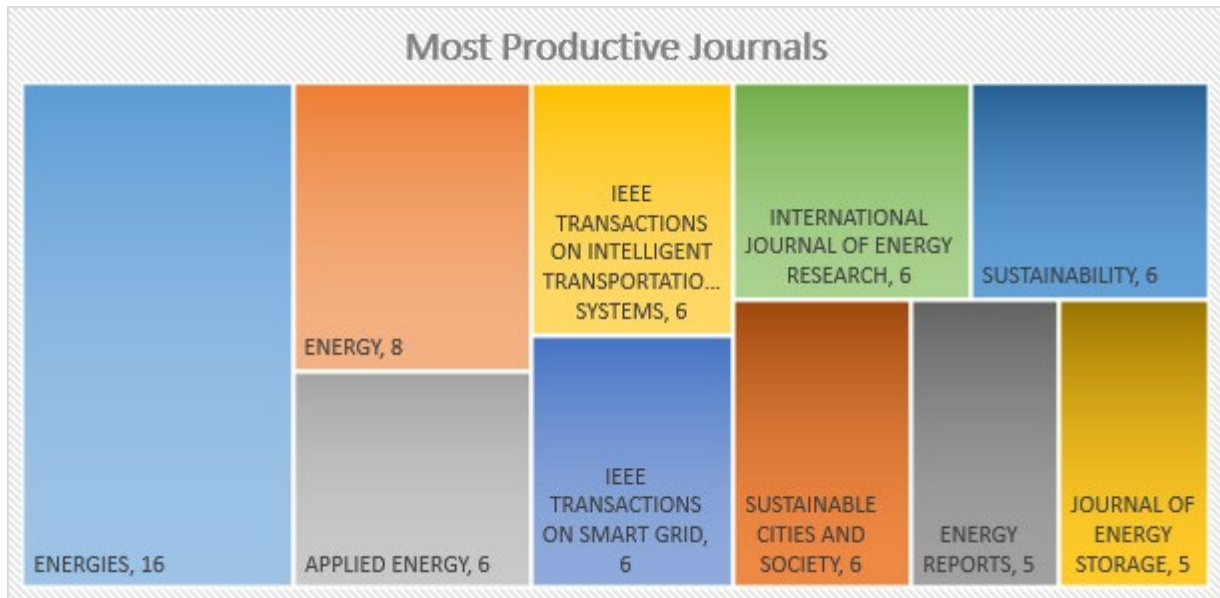 Most Productive Journals
ENERGIES, 16
ENERGY, 8
APPLIED ENERGY, 6
IEEE
TRANSACTIONS
ON INTELLIGENT
TRANSPORTATIO...
SYSTEMS, 6
IEEE
TRANSACTIONS
ON SMART GRID,
6
INTERNATIONAL
JOURNAL OF ENERGY
RESEARCH, 6
SUSTAINABILITY, 6
SUSTAINABLE
CITIES AND
SOCIETY, 6
ENERGY
REPORTS, 5
JOURNAL OF
ENERGY
STORAGE, 5